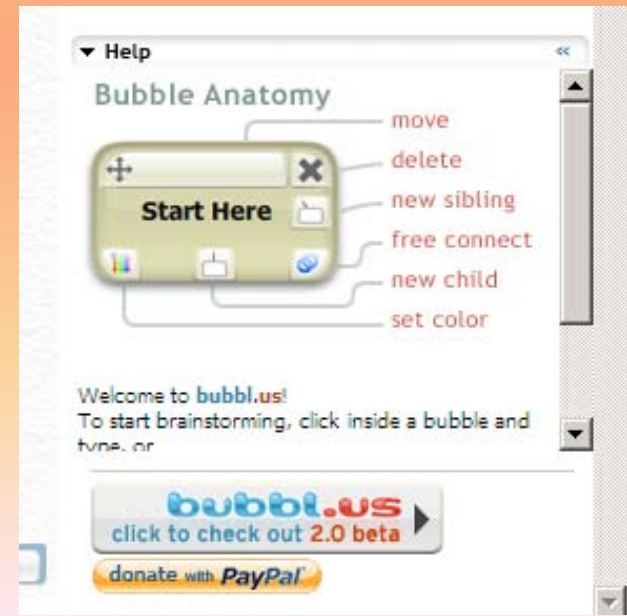 Help
Bubble Anatomy
move
delete
Start Here
new sibling
free connect
new child
set color
Welcome to bubbl.us!
To start brainstorming, click inside a bubble and
type, or
bubbl.us
click to check out 2.0 beta
donate with PayPal